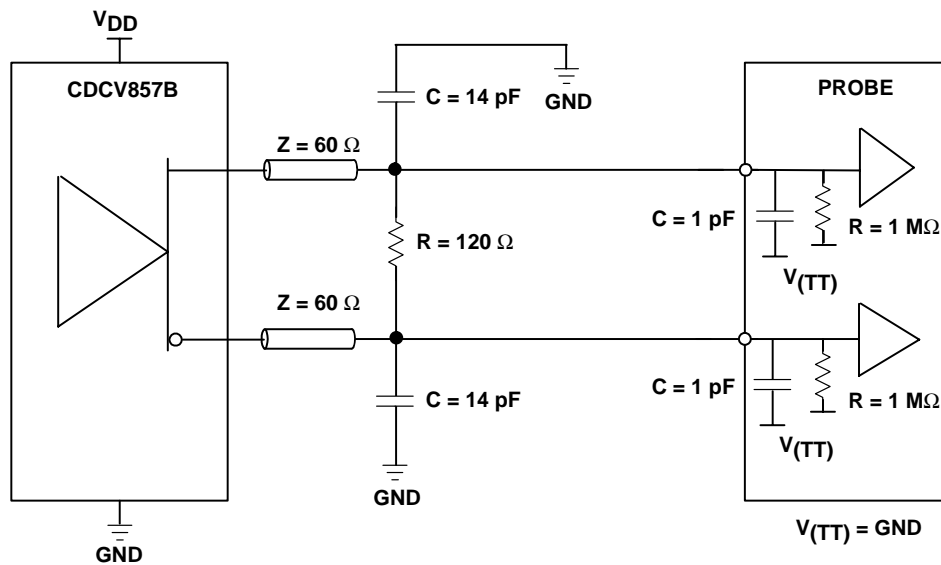 VDD
CDCV857B
PROBE
C = 14 pF
GND
Z = 60 Ω
C = 1 pF
R = 1 MΩ
R = 120 Ω
V(TT)
Z = 60 Ω
C = 14 pF
C = 1 pF
R = 1 MΩ
V(TT)
GND
GND
V(TT) = GND